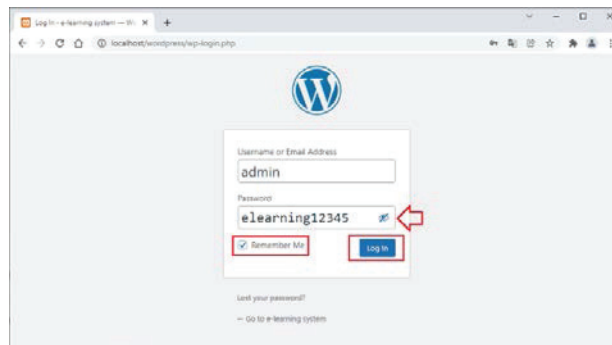 Log In ‹ e-learning system — Wo
localhost/wordpress/wp-login.php
Username or Email Address
admin
Password
elearning12345
Remember Me
Log In
Lost your password?
← Go to e-learning system